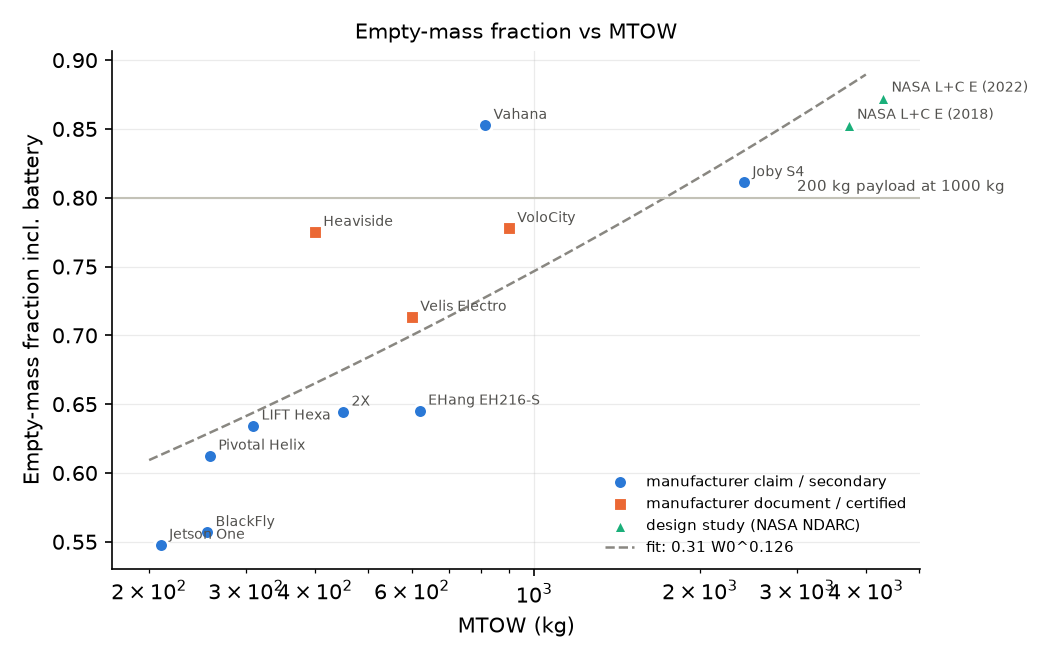 Empty-mass fraction vs MTOW
0.90
NASA L+C E (2022)
Vahana
NASA L+C E (2018)
0.85
Joby S4
200 kg payload at 1000 kg
0.80
Heaviside
VoloCity
0.75
Velis Electro
0.70
EHang EH216-S
2X
0.65
LIFT Hexa
Pivotal Helix
0.60
BlackFly
Jetson One
0.55
Empty-mass fraction incl. battery
manufacturer claim / secondary
manufacturer document / certified
design study (NASA NDARC)
fit: 0.31 W0^0.126
2 × 10² 3 × 10² 4 × 10² 6 × 10² 10³ 2 × 10³ 3 × 10³ 4 × 10³
MTOW (kg)